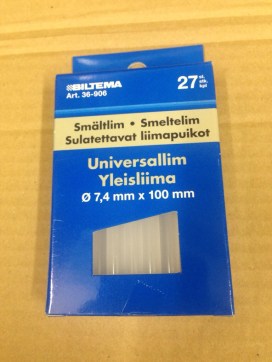 BILTEMA
Art. 36-906
27 st. stk. kpl
Smältlim • Smeltelim
Sulatettavat liimapuikot
Universallim
Yleisliima
Ø 7,4 mm x 100 mm